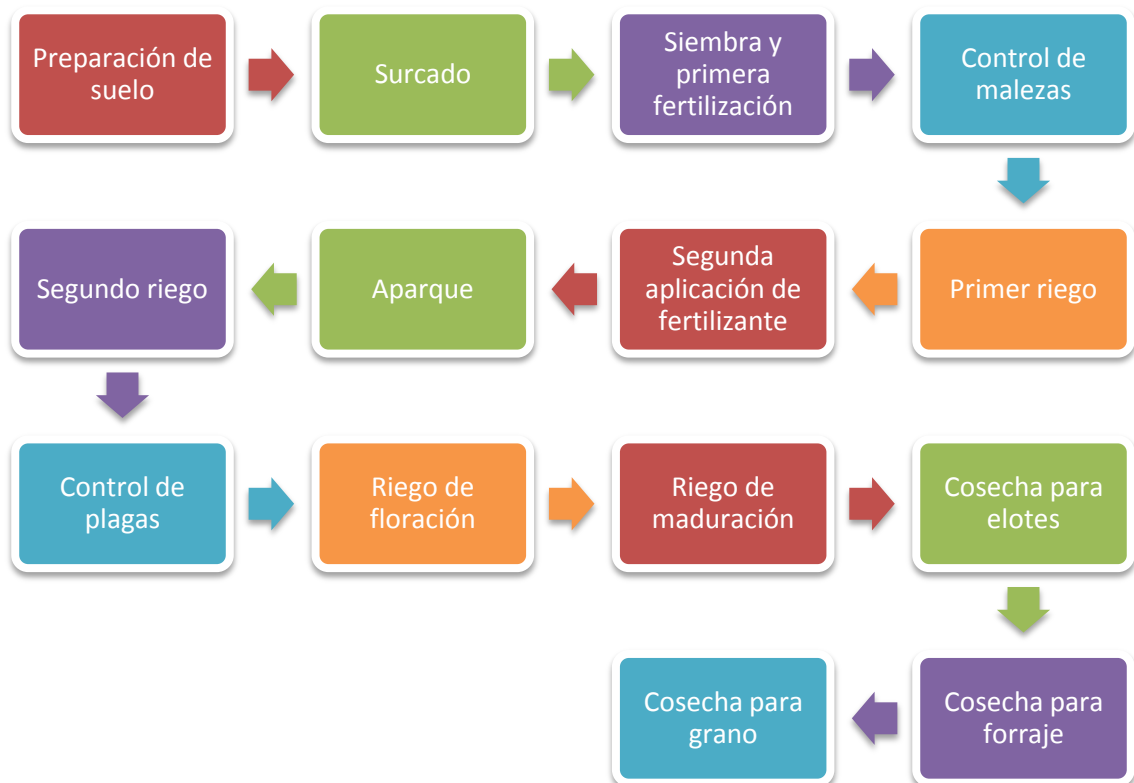 Preparación de
suelo
Surcado
Siembra y
primera
fertilización
Control de
malezas
Primer riego
Segunda
aplicación de
fertilizante
Aparque
Segundo riego
Control de
plagas
Riego de
floración
Riego de
maduración
Cosecha para
elotes
Cosecha para
forraje
Cosecha para
grano